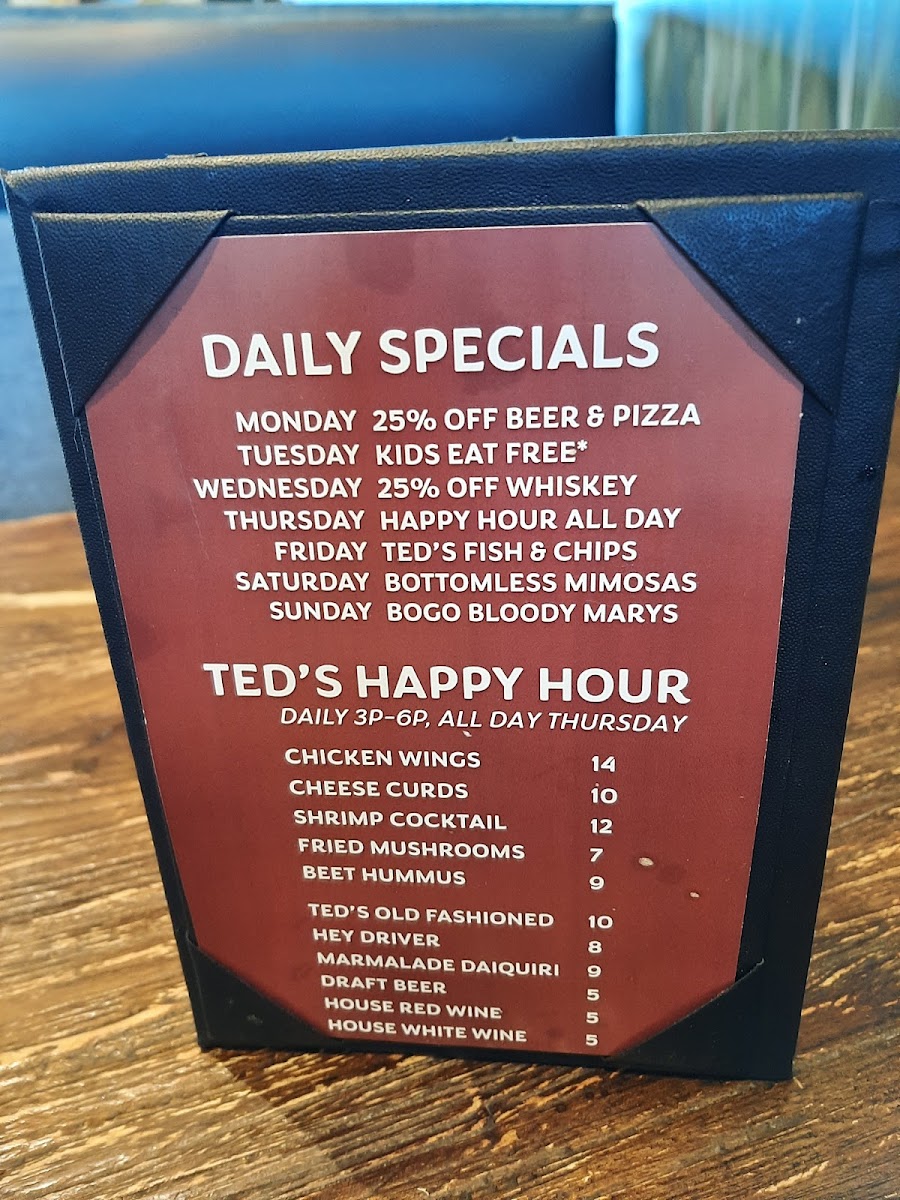 DAILY SPECIALS
MONDAY 25% OFF BEER & PIZZA
TUESDAY KIDS EAT FREE*
WEDNESDAY 25% OFF WHISKEY
THURSDAY HAPPY HOUR ALL DAY
FRIDAY TED'S FISH & CHIPS
SATURDAY BOTTOMLESS MIMOSAS
SUNDAY BOGO BLOODY MARYS
TED'S HAPPY HOUR
DAILY 3P-6P, ALL DAY THURSDAY
CHICKEN WINGS 14
CHEESE CURDS 10
SHRIMP COCKTAIL 12
FRIED MUSHROOMS 7
BEET HUMMUS 9
TED'S OLD FASHIONED 10
HEY DRIVER 8
MARMALADE DAIQUIRI 9
DRAFT BEER 5
HOUSE RED WINE 5
HOUSE WHITE WINE 5